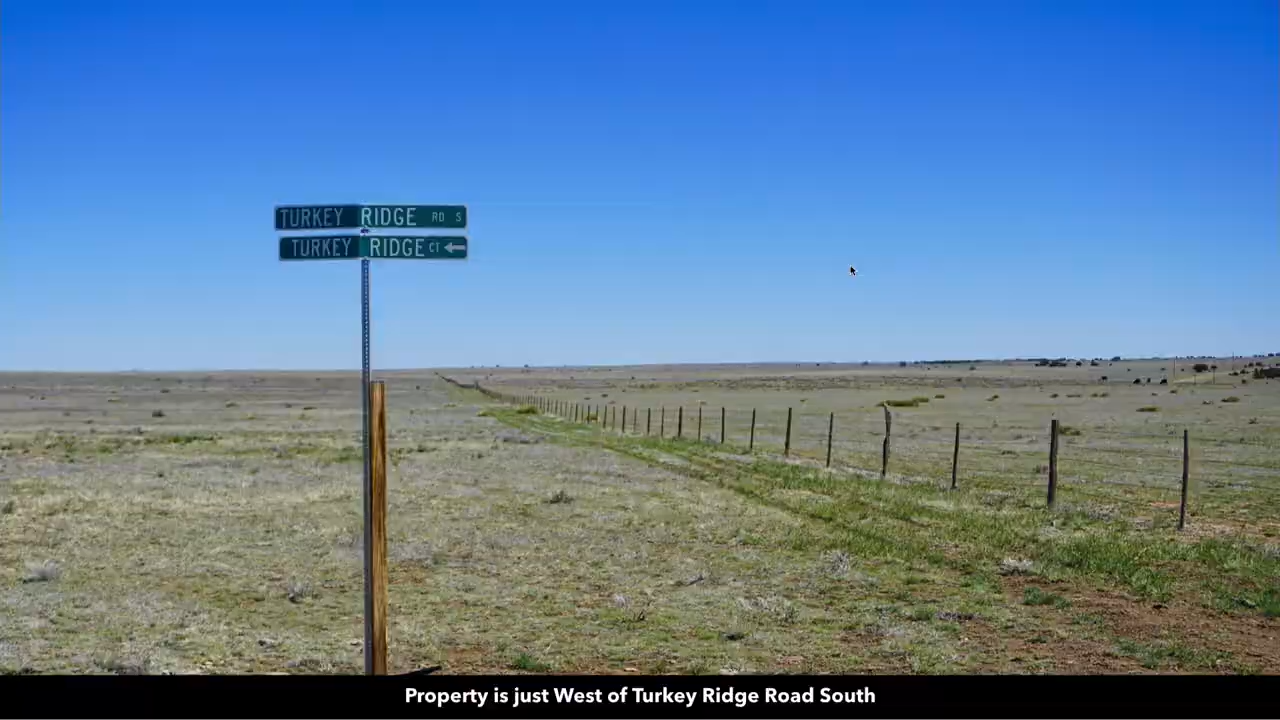 TURKEY RIDGE RD S
TURKEY RIDGE CT ←
Property is just West of Turkey Ridge Road South